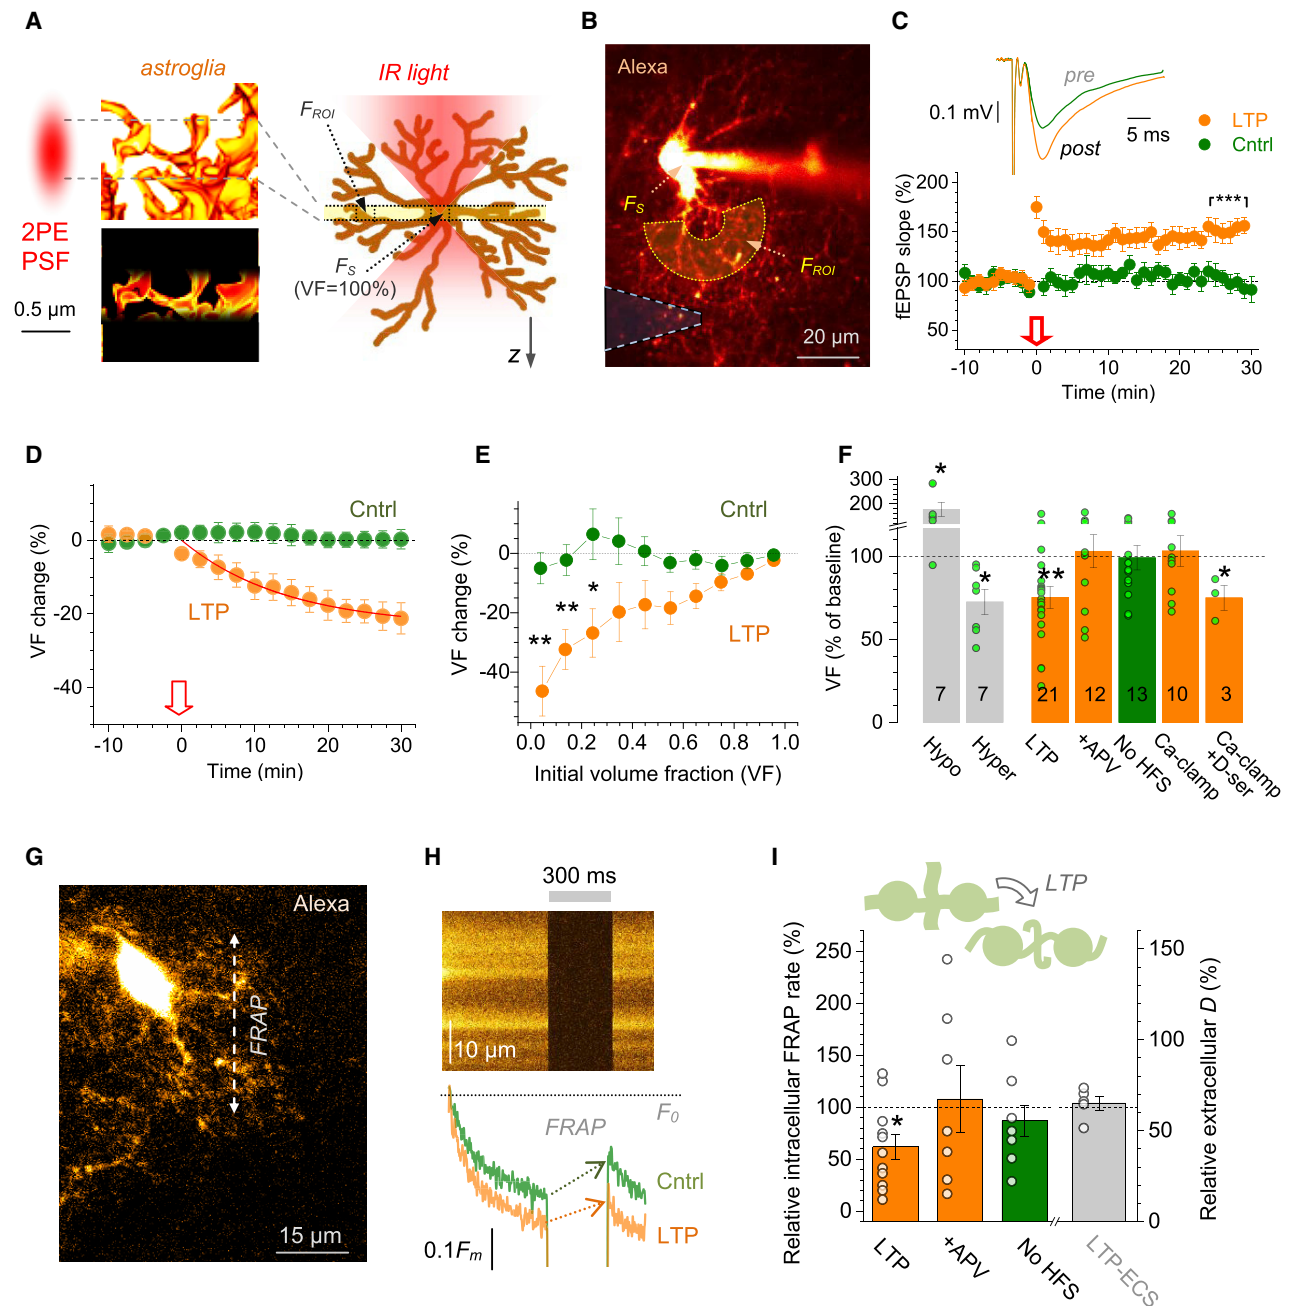 A
astroglia
IR light
F_ROI
2PE
PSF
F_S
(VF=100%)
0.5 µm
z
B
Alexa
F_S
F_ROI
20 µm
C
pre
0.1 mV
post
5 ms
LTP
Cntrl
fEPSP slope (%)
200
150
100
50
***
-10
0
10
20
30
Time (min)
D
VF change (%)
0
-20
-40
Cntrl
LTP
-10
0
10
20
30
Time (min)
E
VF change (%)
0
-20
-40
Cntrl
LTP
**
**
*
0.0
0.2
0.4
0.6
0.8
1.0
Initial volume fraction (VF)
F
VF (% of baseline)
300
200
100
50
0
*
*
**
*
7
7
21
12
13
10
3
Hypo
Hyper
LTP
+APV
No HFS
Ca-clamp
Ca-clamp
+D-ser
G
Alexa
FRAP
15 µm
H
300 ms
10 µm
F_0
FRAP
Cntrl
LTP
0.1F_m
I
LTP
Relative intracellular FRAP rate (%)
250
200
150
100
50
0
*
150
100
50
0
Relative extracellular D (%)
LTP
+APV
No HFS
LTP-ECS